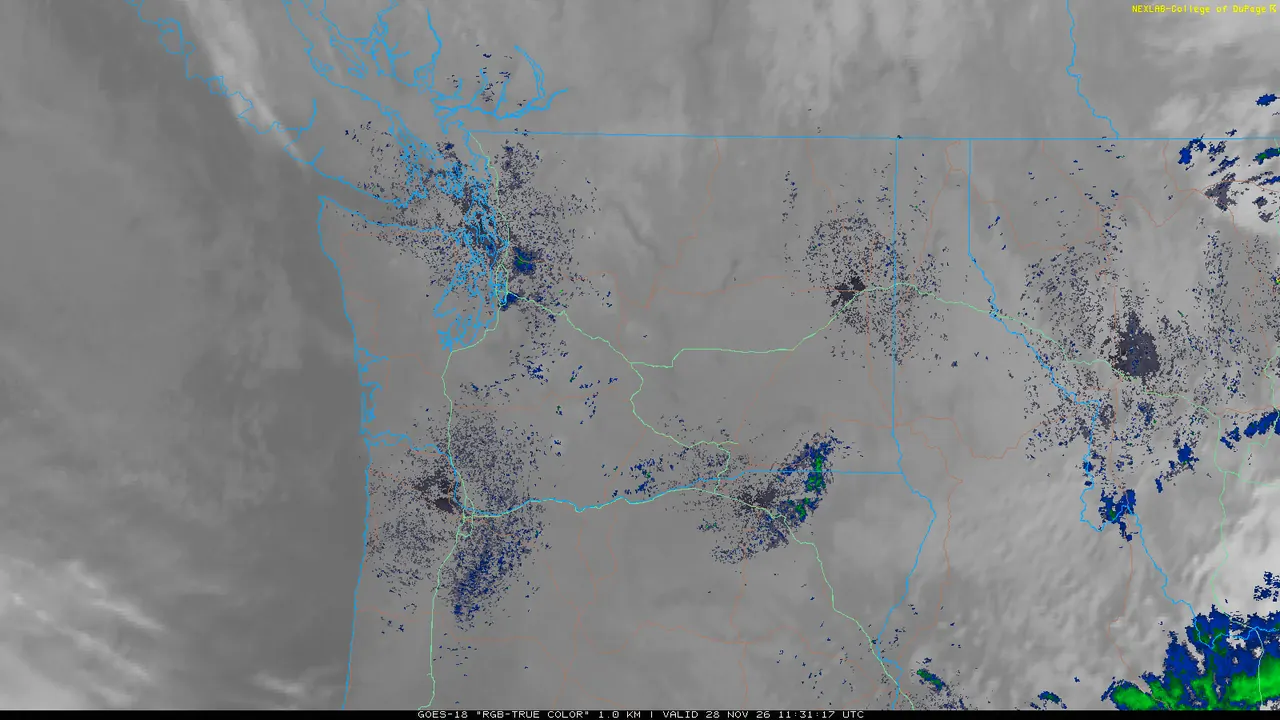 NEXLAB-College of DuPage
GOES-18 "RGB-TRUE COLOR" 1.0 KM | VALID 28 NOV 26 11:31:17 UTC